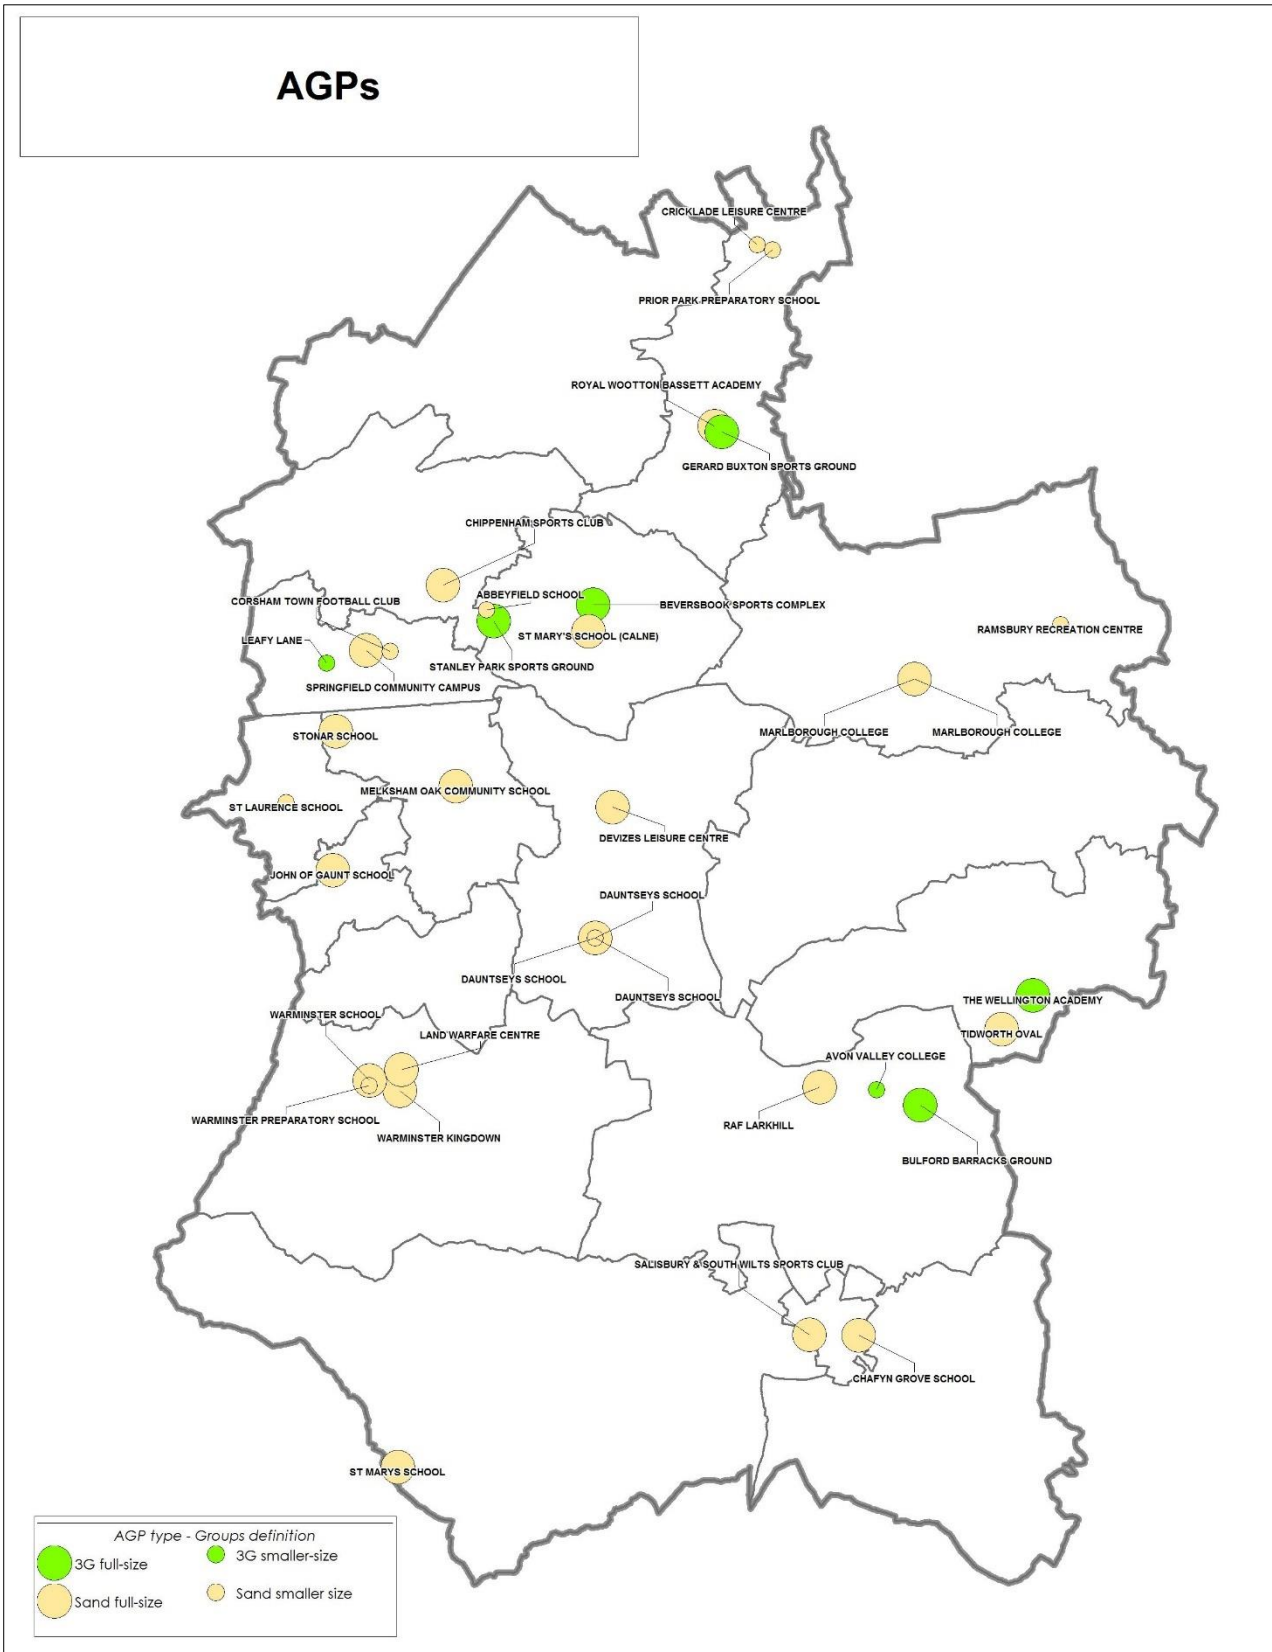 AGPs
CRICKLADE LEISURE CENTRE
PRIOR PARK PREPARATORY SCHOOL
ROYAL WOOTTON BASSETT ACADEMY
GERARD BUXTON SPORTS GROUND
CHIPPENHAM SPORTS CLUB
ABBEYFIELD SCHOOL
CORSHAM TOWN FOOTBALL CLUB
BEVERSBOOK SPORTS COMPLEX
RAMSBURY RECREATION CENTRE
ST MARY'S SCHOOL (CALNE)
LEAFY LANE
STANLEY PARK SPORTS GROUND
SPRINGFIELD COMMUNITY CAMPUS
MARLBOROUGH COLLEGE
MARLBOROUGH COLLEGE
STONAR SCHOOL
MELKSHAM OAK COMMUNITY SCHOOL
ST LAURENCE SCHOOL
DEVIZES LEISURE CENTRE
JOHN OF GAUNT SCHOOL
DAUNTSEYS SCHOOL
DAUNTSEYS SCHOOL
DAUNTSEYS SCHOOL
THE WELLINGTON ACADEMY
WARMINSTER SCHOOL
LAND WARFARE CENTRE
TIDWORTH OVAL
AVON VALLEY COLLEGE
WARMINSTER PREPARATORY SCHOOL
RAF LARKHILL
WARMINSTER KINGDOWN
BULFORD BARRACKS GROUND
SALISBURY & SOUTH WILTS SPORTS CLUB
CHAFYN GROVE SCHOOL
ST MARYS SCHOOL
AGP type - Groups definition
3G full-size
3G smaller-size
Sand full-size
Sand smaller size